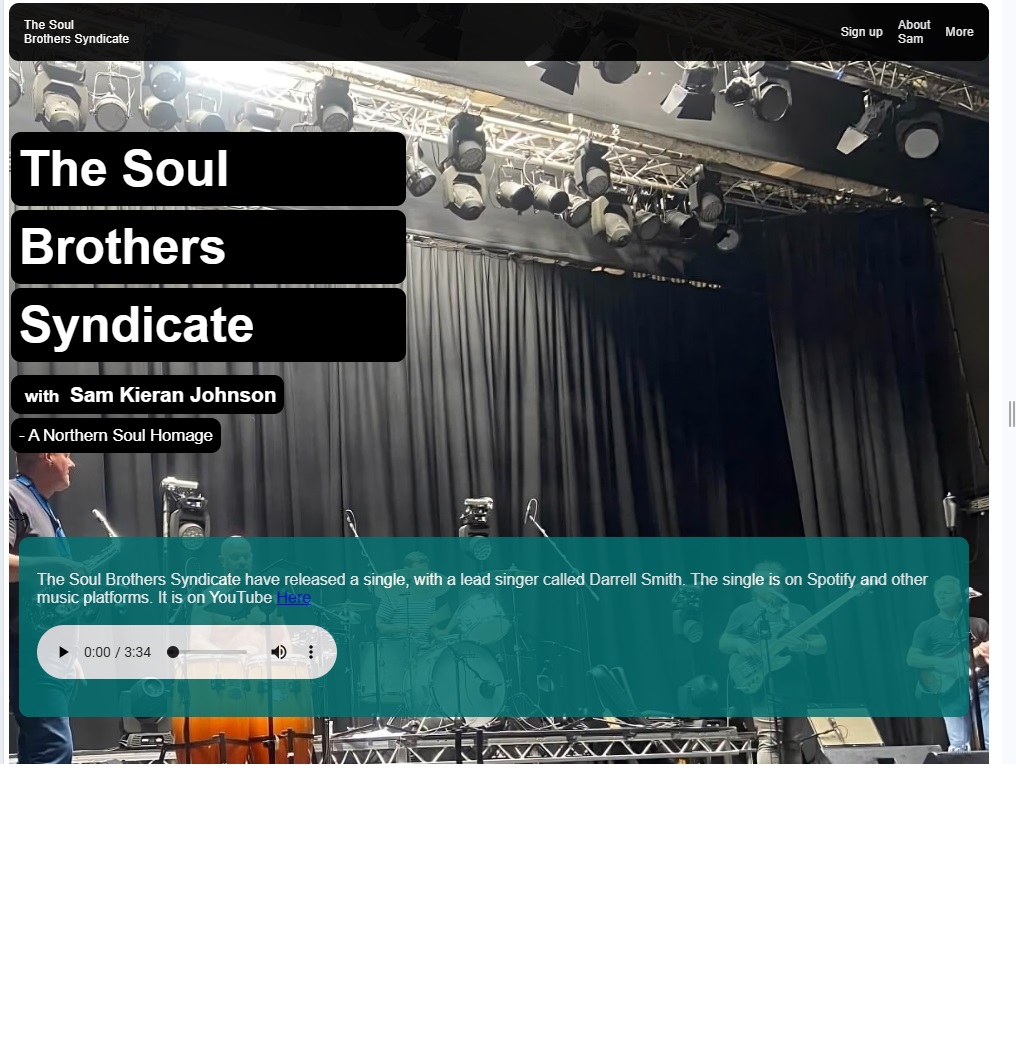 The Soul
Brothers Syndicate
Sign up
About
Sam
More
The Soul
Brothers
Syndicate
with Sam Kieran Johnson
- A Northern Soul Homage
The Soul Brothers Syndicate have released a single, with a lead singer called Darrell Smith. The single is on Spotify and other
music platforms. It is on YouTube Here
0:00 / 3:34